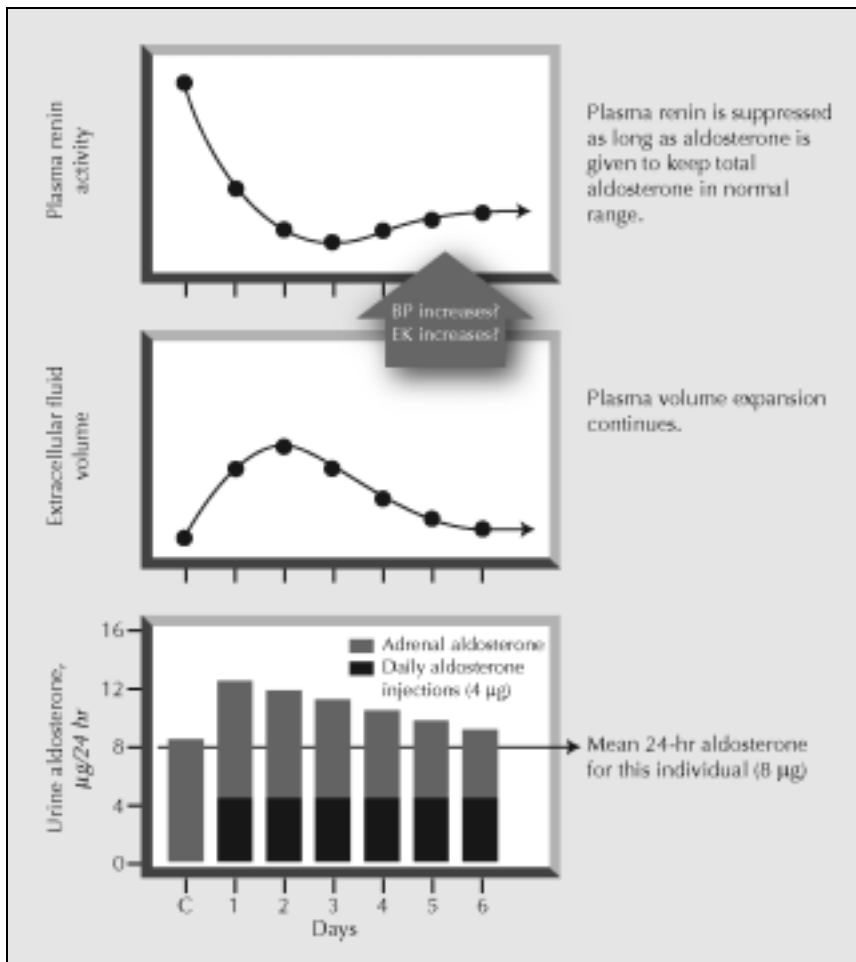 Plasma renin
activity
Plasma renin is suppressed
as long as aldosterone is
given to keep total
aldosterone in normal
range.
BP increases?
EK increases?
Extracellular fluid
volume
Plasma volume expansion
continues.
Urine aldosterone,
µg/24 hr
16
12
8
4
0
Adrenal aldosterone
Daily aldosterone
injections (4 µg)
Mean 24-hr aldosterone
for this individual (8 µg)
C 1 2 3 4 5 6
Days